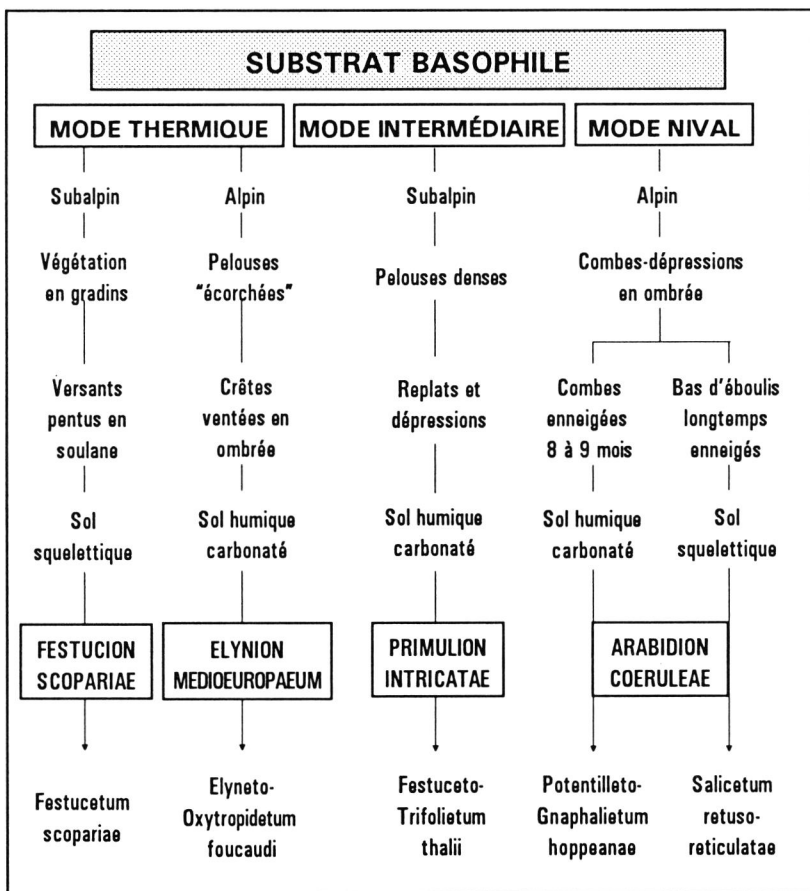 SUBSTRAT BASOPHILE
MODE THERMIQUE
MODE INTERMÉDIAIRE
MODE NIVAL
Subalpin
Alpin
Subalpin
Alpin
Végétation
en gradins
Pelouses
"écorchées"
Pelouses denses
Combes-dépressions
en ombrée
Versants
pentus en
soulane
Crêtes
ventées en
ombrée
Replats et
dépressions
Combes
enneigées
8 à 9 mois
Bas d'éboulis
longtemps
enneigés
Sol
squelettique
Sol humique
carbonaté
Sol humique
carbonaté
Sol humique
carbonaté
Sol
squelettique
FESTUCION
SCOPARIAE
ELYNION
MEDIOEUROPAEUM
PRIMULION
INTRICATAE
ARABIDION
COERULEAE
Festucetum
scopariae
Elyneto-
Oxytropidetum
foucaudi
Festuceto-
Trifolietum
thalii
Potentilleto-
Gnaphalietum
hoppeanae
Salicetum
retuso-
reticulatae